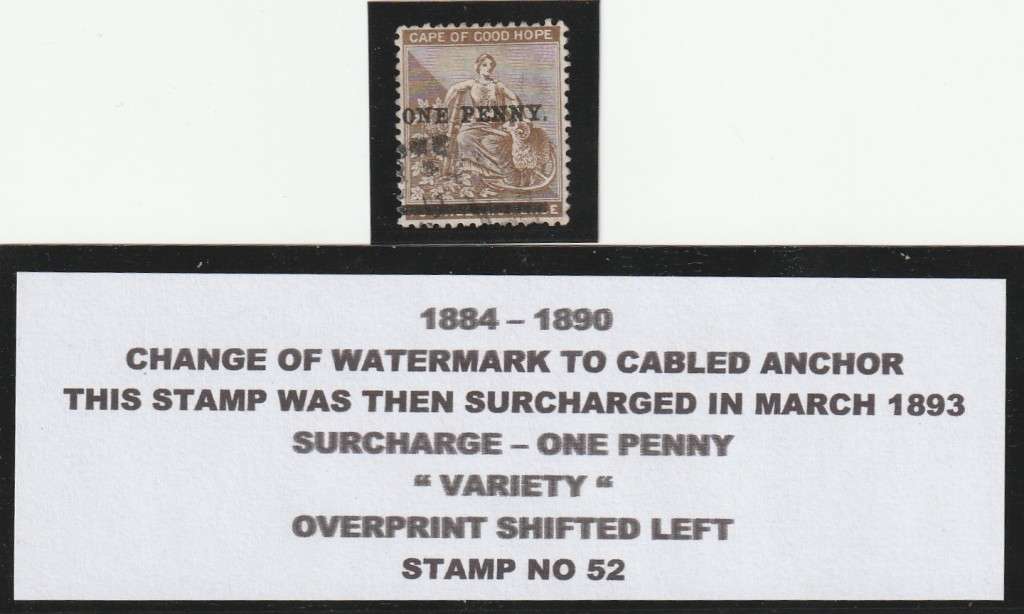 CAPE OF GOOD HOPE
ONE PENNY.
1884 – 1890
CHANGE OF WATERMARK TO CABLED ANCHOR
THIS STAMP WAS THEN SURCHARGED IN MARCH 1893
SURCHARGE – ONE PENNY
“ VARIETY “
OVERPRINT SHIFTED LEFT
STAMP NO 52